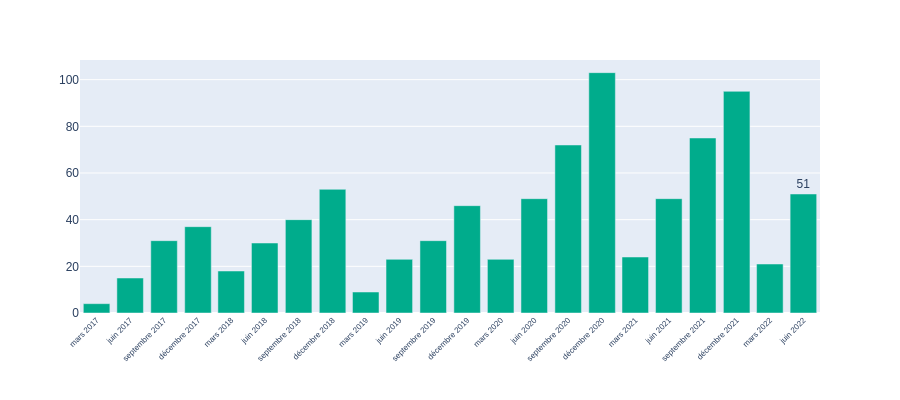 100
80
60
40
20
0
51
mars 2017
juin 2017
septembre 2017
décembre 2017
mars 2018
juin 2018
septembre 2018
décembre 2018
mars 2019
juin 2019
septembre 2019
décembre 2019
mars 2020
juin 2020
septembre 2020
décembre 2020
mars 2021
juin 2021
septembre 2021
décembre 2021
mars 2022
juin 2022